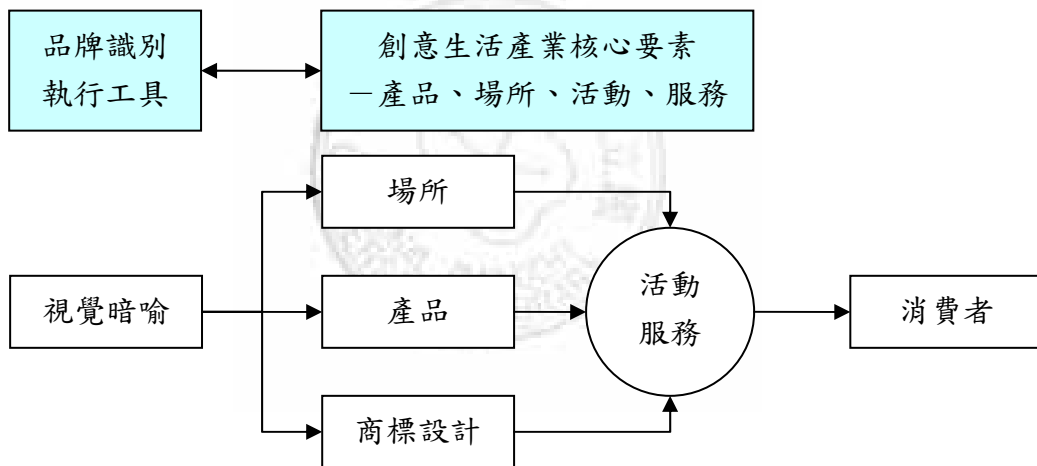 品牌識別
執行工具
創意生活產業核心要素
－產品、場所、活動、服務
場所
視覺暗喻
產品
活動
服務
消費者
商標設計